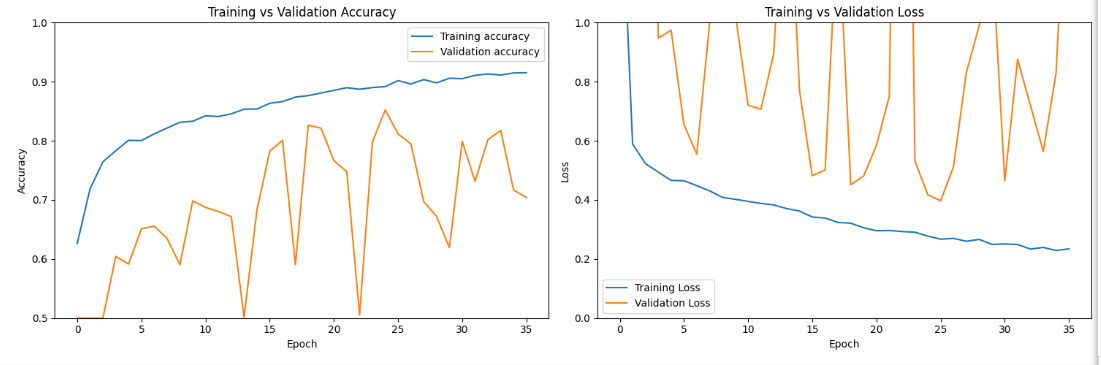 Training vs Validation Accuracy
1.0
0.9
0.8
0.7
0.6
0.5
Accuracy
Training accuracy
Validation accuracy
0 5 10 15 20 25 30 35
Epoch
Training vs Validation Loss
1.0
0.8
0.6
0.4
0.2
0.0
Loss
Training Loss
Validation Loss
0 5 10 15 20 25 30 35
Epoch